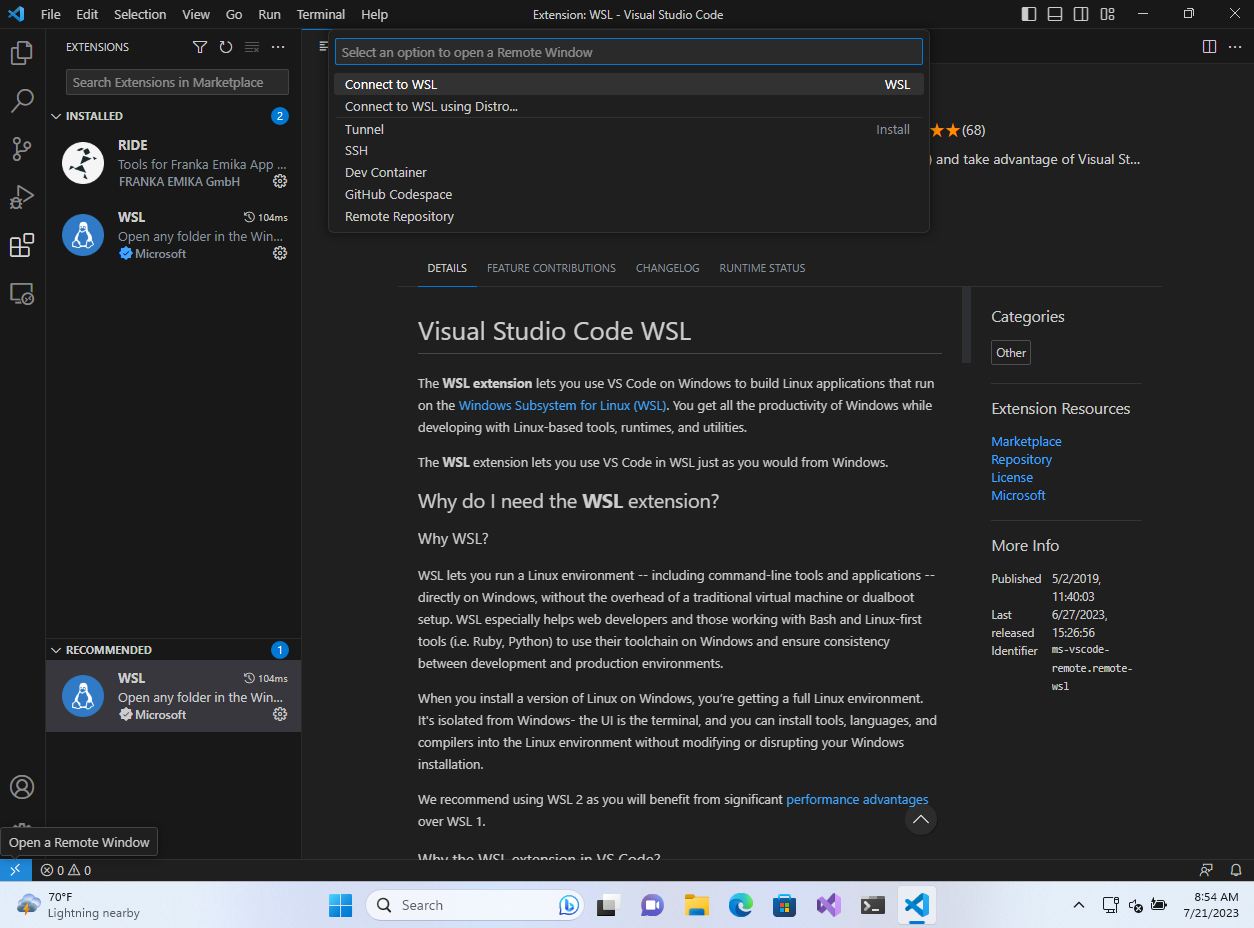 File Edit Selection View Go Run Terminal Help
Extension: WSL - Visual Studio Code
EXTENSIONS
Search Extensions in Marketplace
INSTALLED 2
RIDE
Tools for Franka Emika App ...
FRANKA EMIKA GmbH
WSL 104ms
Open any folder in the Win...
Microsoft
RECOMMENDED 1
WSL 104ms
Open any folder in the Win...
Microsoft
Open a Remote Window
Select an option to open a Remote Window
Connect to WSL WSL
Connect to WSL using Distro...
Tunnel Install
SSH
Dev Container
GitHub Codespace
Remote Repository
(68)
) and take advantage of Visual St...
DETAILS FEATURE CONTRIBUTIONS CHANGELOG RUNTIME STATUS
Visual Studio Code WSL
The WSL extension lets you use VS Code on Windows to build Linux applications that run
on the Windows Subsystem for Linux (WSL). You get all the productivity of Windows while
developing with Linux-based tools, runtimes, and utilities.
The WSL extension lets you use VS Code in WSL just as you would from Windows.
Why do I need the WSL extension?
Why WSL?
WSL lets you run a Linux environment -- including command-line tools and applications --
directly on Windows, without the overhead of a traditional virtual machine or dualboot
setup. WSL especially helps web developers and those working with Bash and Linux-first
tools (i.e. Ruby, Python) to use their toolchain on Windows and ensure consistency
between development and production environments.
When you install a version of Linux on Windows, you're getting a full Linux environment.
It's isolated from Windows- the UI is the terminal, and you can install tools, languages, and
compilers into the Linux environment without modifying or disrupting your Windows
installation.
We recommend using WSL 2 as you will benefit from significant performance advantages
over WSL 1.
Why the WSL extension in VS Code?
Categories
Other
Extension Resources
Marketplace
Repository
License
Microsoft
More Info
Published 5/2/2019,
11:40:03
Last 6/27/2023,
released 15:26:56
Identifier ms-vscode-
remote.remote-
wsl
0 0
70°F
Lightning nearby
Search
8:54 AM
7/21/2023